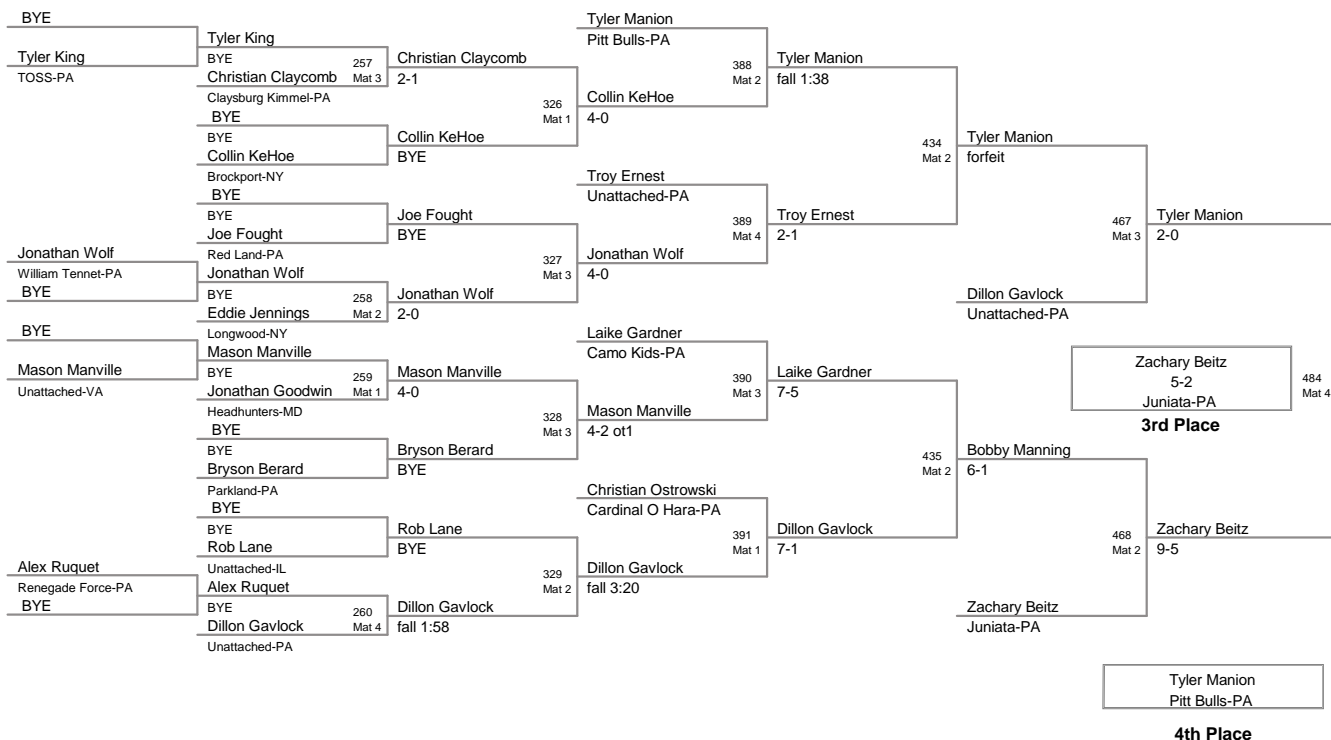 BYE
Tyler King
TOSS-PA
Jonathan Wolf
William Tennet-PA
BYE
BYE
Mason Manville
Unattached-VA
Alex Ruquet
Renegade Force-PA
BYE
Tyler King
BYE
Christian Claycomb
Claysburg Kimmel-PA
257
Mat 3
BYE
BYE
Collin KeHoe
Brockport-NY
BYE
BYE
Joe Fought
Red Land-PA
Jonathan Wolf
BYE
Eddie Jennings
Longwood-NY
258
Mat 2
Mason Manville
BYE
Jonathan Goodwin
Headhunters-MD
259
Mat 1
BYE
BYE
Bryson Berard
Parkland-PA
BYE
BYE
Rob Lane
Unattached-IL
Alex Ruquet
BYE
Dillon Gavlock
Unattached-PA
260
Mat 4
Christian Claycomb
2-1
326
Mat 1
Collin KeHoe
BYE
Joe Fought
BYE
327
Mat 3
Jonathan Wolf
2-0
Mason Manville
4-0
328
Mat 3
Bryson Berard
BYE
Rob Lane
BYE
329
Mat 2
Dillon Gavlock
fall 1:58
Tyler Manion
Pitt Bulls-PA
388
Mat 2
Collin KeHoe
4-0
Troy Ernest
Unattached-PA
389
Mat 4
Jonathan Wolf
4-0
Laike Gardner
Camo Kids-PA
390
Mat 3
Mason Manville
4-2 ot1
Christian Ostrowski
Cardinal O Hara-PA
391
Mat 1
Dillon Gavlock
fall 3:20
Tyler Manion
fall 1:38
434
Mat 2
Troy Ernest
2-1
Laike Gardner
7-5
435
Mat 2
Dillon Gavlock
7-1
Tyler Manion
forfeit
467
Mat 3
Dillon Gavlock
Unattached-PA
Bobby Manning
6-1
468
Mat 2
Zachary Beitz
Juniata-PA
Tyler Manion
2-0
Zachary Beitz
5-2
Juniata-PA
484
Mat 4
3rd Place
Zachary Beitz
9-5
Tyler Manion
Pitt Bulls-PA
4th Place